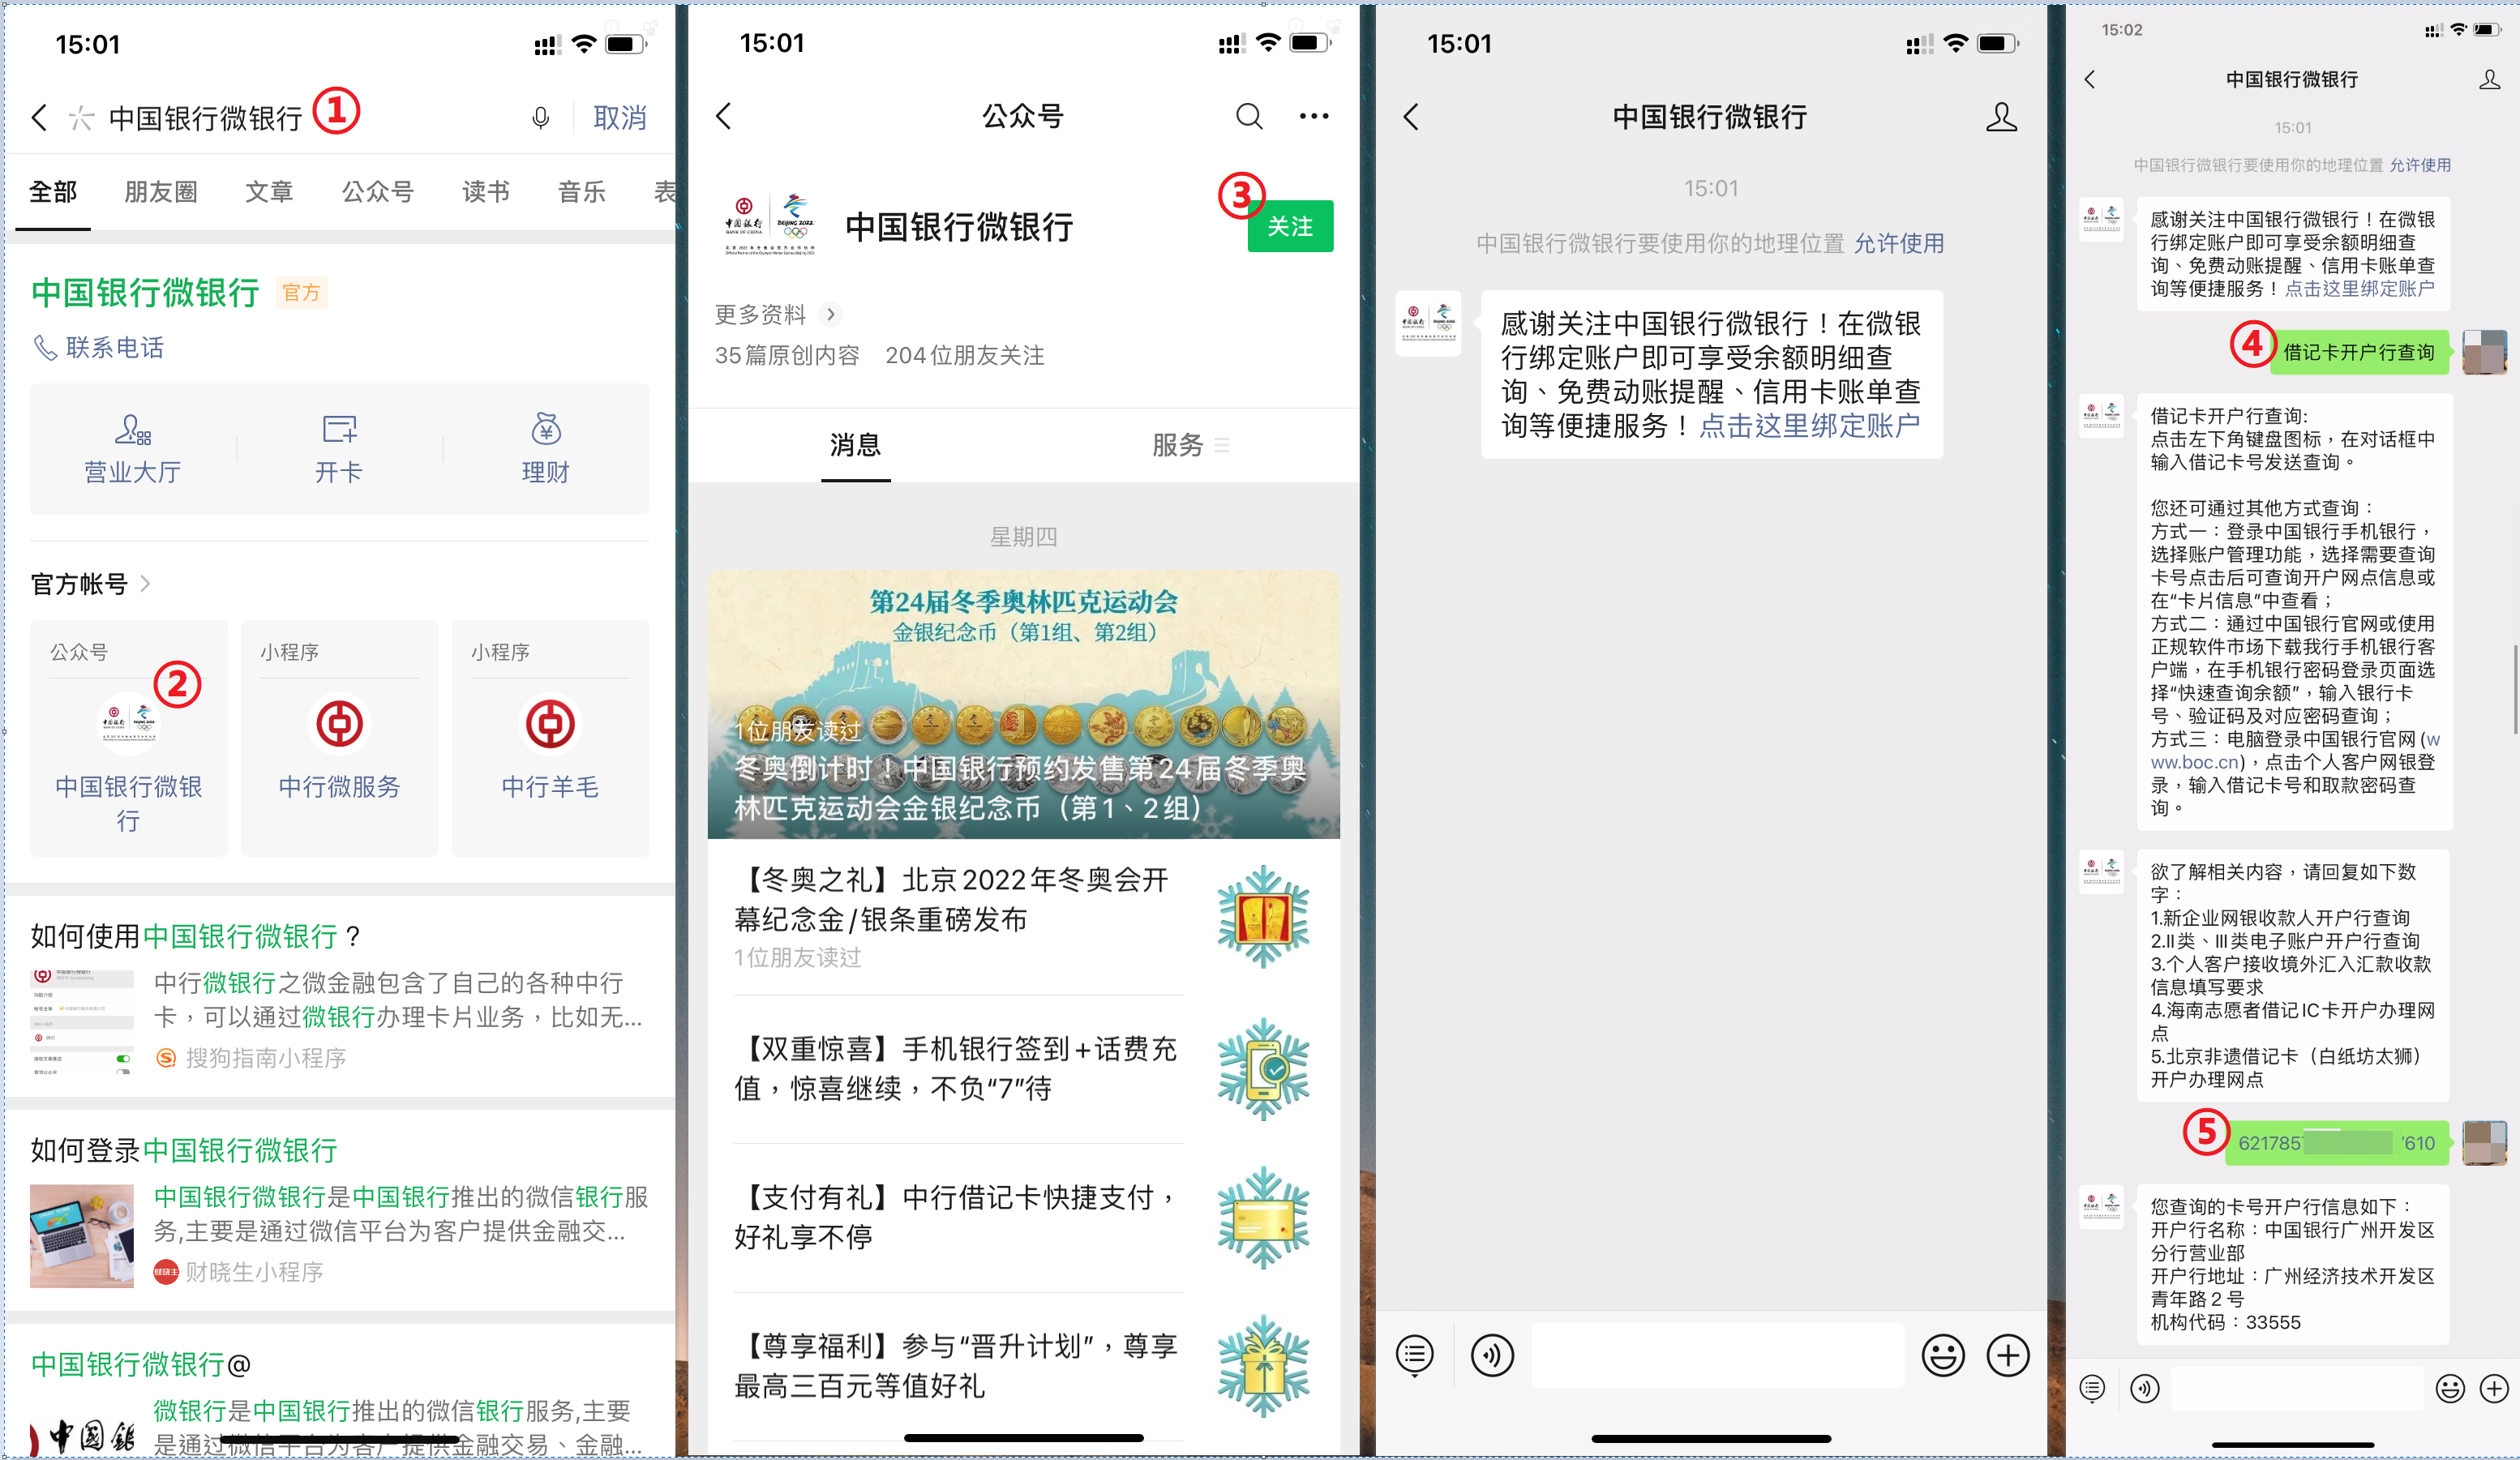 15:01
中国银行微银行
①
取消
全部
朋友圈
文章
公众号
读书
音乐
表
中国银行微银行
官方
联系电话
营业大厅
开卡
理财
官方帐号
公众号
②
中国银行微银
行
小程序
中行微服务
小程序
中行羊毛
如何使用中国银行微银行？
中行微银行之微金融包含了自己的各种中行
卡，可以通过微银行办理卡片业务，比如无...
搜狗指南小程序
如何登录中国银行微银行
中国银行微银行是中国银行推出的微信银行服
务,主要是通过微信平台为客户提供金融交...
财晓生小程序
中国银行微银行@
微银行是中国银行推出的微信银行服务,主要
是通过微信平台为客户提供金融交易、金融...
中國銀
15:01
公众号
中国银行
BANK OF CHINA
BEIJING 2022
中国银行微银行
③
关注
更多资料
35篇原创内容 204位朋友关注
消息
服务
星期四
第24届冬季奥林匹克运动会
金银纪念币（第1组、第2组）
1位朋友读过
冬奥倒计时！中国银行预约发售第24届冬季奥
林匹克运动会金银纪念币（第1、2组）
【冬奥之礼】北京2022年冬奥会开
幕纪念金/银条重磅发布
1位朋友读过
【双重惊喜】手机银行签到+话费充
值，惊喜继续，不负“7”待
【支付有礼】中行借记卡快捷支付，
好礼享不停
【尊享福利】参与“晋升计划”，尊享
最高三百元等值好礼
15:01
中国银行微银行
15:01
中国银行微银行要使用你的地理位置 允许使用
感谢关注中国银行微银行！在微银
行绑定账户即可享受余额明细查
询、免费动账提醒、信用卡账单查
询等便捷服务！点击这里绑定账户
15:02
中国银行微银行
15:01
中国银行微银行要使用你的地理位置 允许使用
感谢关注中国银行微银行！在微银
行绑定账户即可享受余额明细查
询、免费动账提醒、信用卡账单查
询等便捷服务！点击这里绑定账户
④
借记卡开户行查询
借记卡开户行查询:
点击左下角键盘图标，在对话框中
输入借记卡号发送查询。
您还可通过其他方式查询：
方式一：登录中国银行手机银行，
选择账户管理功能，选择需要查询
卡号点击后可查询开户网点信息或
在“卡片信息”中查看；
方式二：通过中国银行官网或使用
正规软件市场下载我行手机银行客
户端，在手机银行密码登录页面选
择“快速查询余额”，输入银行卡
号、验证码及对应密码查询；
方式三：电脑登录中国银行官网(w
ww.boc.cn)，点击个人客户网银登
录，输入借记卡号和取款密码查
询。
欲了解相关内容，请回复如下数
字：
1.新企业网银收款人开户行查询
2.II类、III类电子账户开户行查询
3.个人客户接收境外汇入汇款收款
信息填写要求
4.海南志愿者借记IC卡开户办理网
点
5.北京非遗借记卡（白纸坊太狮）
开户办理网点
⑤
621785 610
您查询的卡号开户行信息如下：
开户行名称：中国银行广州开发区
分行营业部
开户行地址：广州经济技术开发区
青年路２号
机构代码：33555